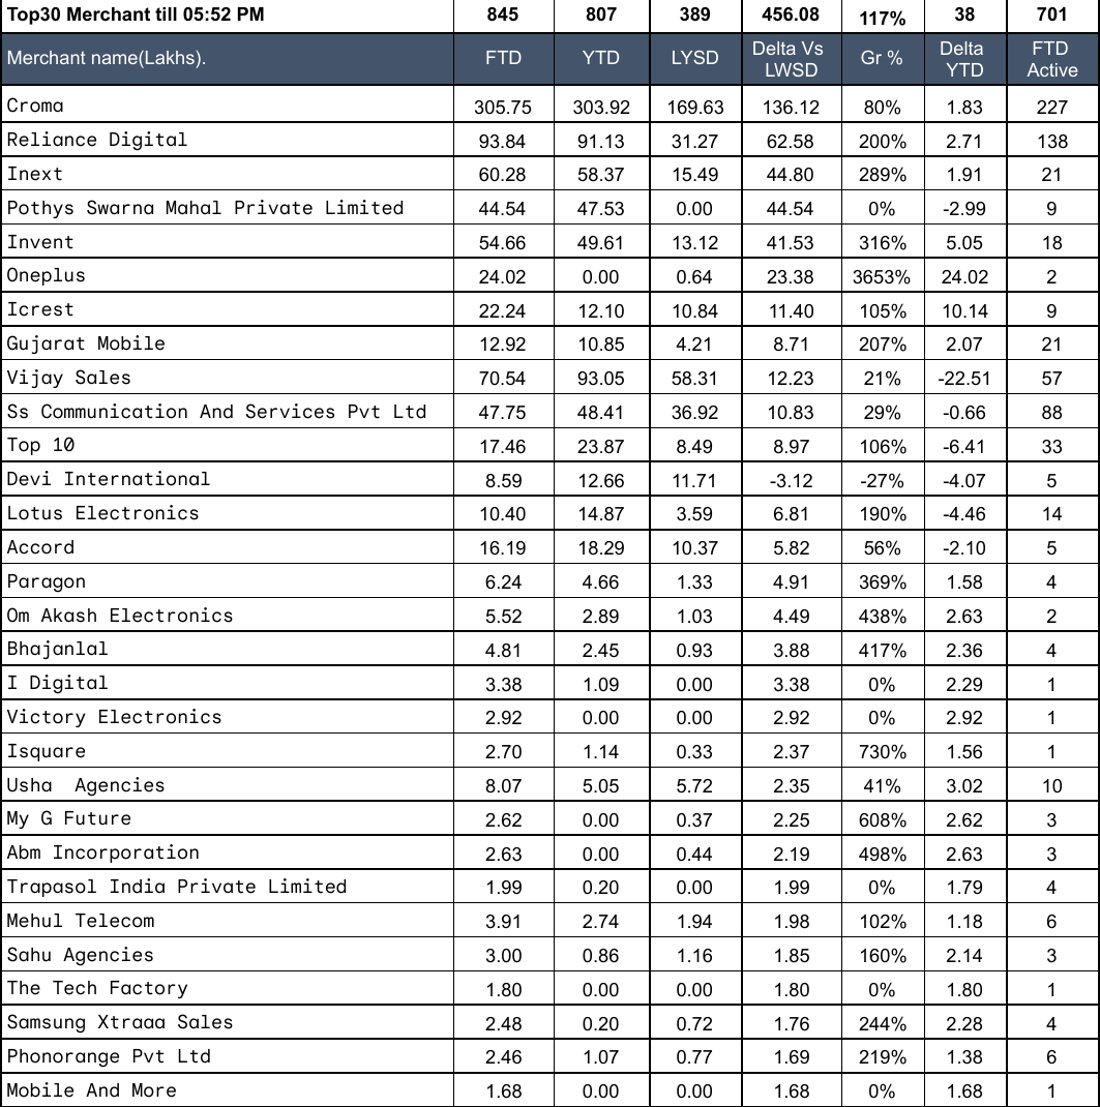 Top30 Merchant till 05:52 PM 845 807 389 456.08 117% 38 701
Merchant name(Lakhs). FTD YTD LYSD Delta Vs LWSD Gr % Delta YTD FTD Active
Croma 305.75 303.92 169.63 136.12 80% 1.83 227
Reliance Digital 93.84 91.13 31.27 62.58 200% 2.71 138
Inext 60.28 58.37 15.49 44.80 289% 1.91 21
Pothys Swarna Mahal Private Limited 44.54 47.53 0.00 44.54 0% -2.99 9
Invent 54.66 49.61 13.12 41.53 316% 5.05 18
Oneplus 24.02 0.00 0.64 23.38 3653% 24.02 2
Icrest 22.24 12.10 10.84 11.40 105% 10.14 9
Gujarat Mobile 12.92 10.85 4.21 8.71 207% 2.07 21
Vijay Sales 70.54 93.05 58.31 12.23 21% -22.51 57
Ss Communication And Services Pvt Ltd 47.75 48.41 36.92 10.83 29% -0.66 88
Top 10 17.46 23.87 8.49 8.97 106% -6.41 33
Devi International 8.59 12.66 11.71 -3.12 -27% -4.07 5
Lotus Electronics 10.40 14.87 3.59 6.81 190% -4.46 14
Accord 16.19 18.29 10.37 5.82 56% -2.10 5
Paragon 6.24 4.66 1.33 4.91 369% 1.58 4
Om Akash Electronics 5.52 2.89 1.03 4.49 438% 2.63 2
Bhajanlal 4.81 2.45 0.93 3.88 417% 2.36 4
I Digital 3.38 1.09 0.00 3.38 0% 2.29 1
Victory Electronics 2.92 0.00 0.00 2.92 0% 2.92 1
Isquare 2.70 1.14 0.33 2.37 730% 1.56 1
Usha  Agencies 8.07 5.05 5.72 2.35 41% 3.02 10
My G Future 2.62 0.00 0.37 2.25 608% 2.62 3
Abm Incorporation 2.63 0.00 0.44 2.19 498% 2.63 3
Trapasol India Private Limited 1.99 0.20 0.00 1.99 0% 1.79 4
Mehul Telecom 3.91 2.74 1.94 1.98 102% 1.18 6
Sahu Agencies 3.00 0.86 1.16 1.85 160% 2.14 3
The Tech Factory 1.80 0.00 0.00 1.80 0% 1.80 1
Samsung Xtraaa Sales 2.48 0.20 0.72 1.76 244% 2.28 4
Phonorange Pvt Ltd 2.46 1.07 0.77 1.69 219% 1.38 6
Mobile And More 1.68 0.00 0.00 1.68 0% 1.68 1